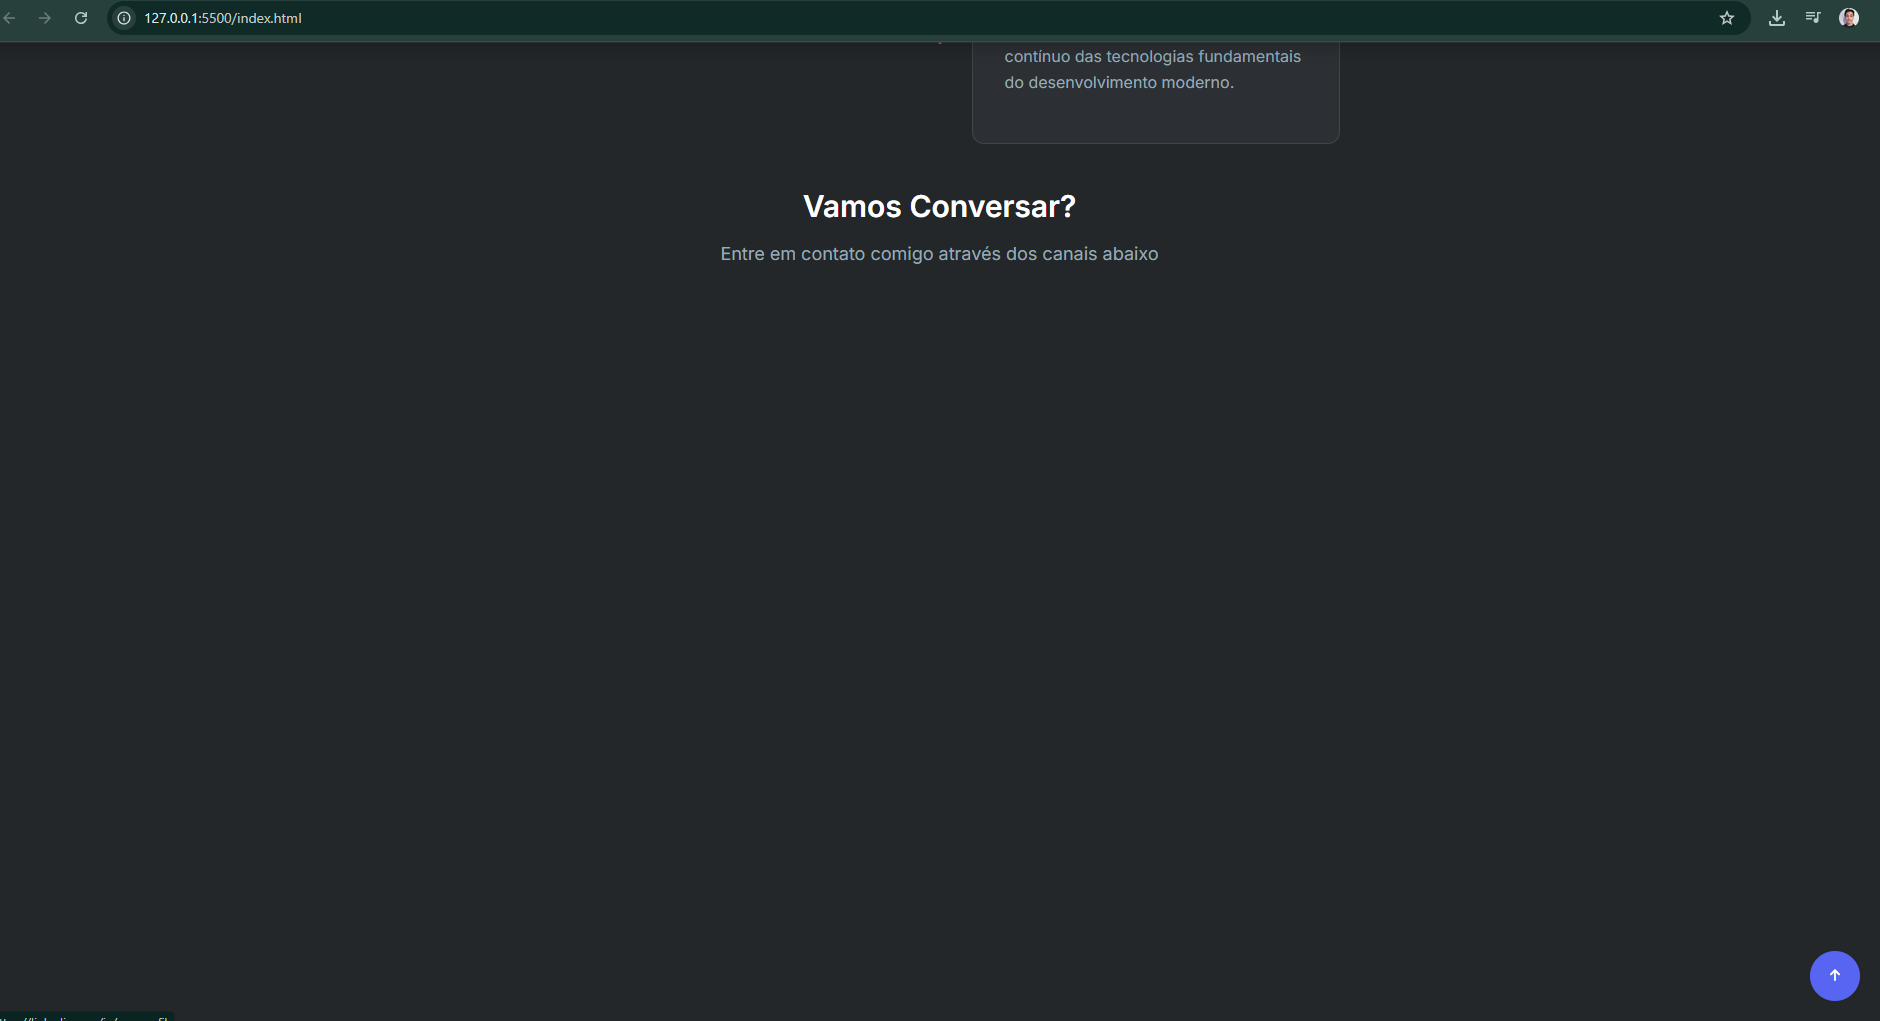 127.0.0.1:5500/index.html
contínuo das tecnologias fundamentais
do desenvolvimento moderno.
Vamos Conversar?
Entre em contato comigo através dos canais abaixo